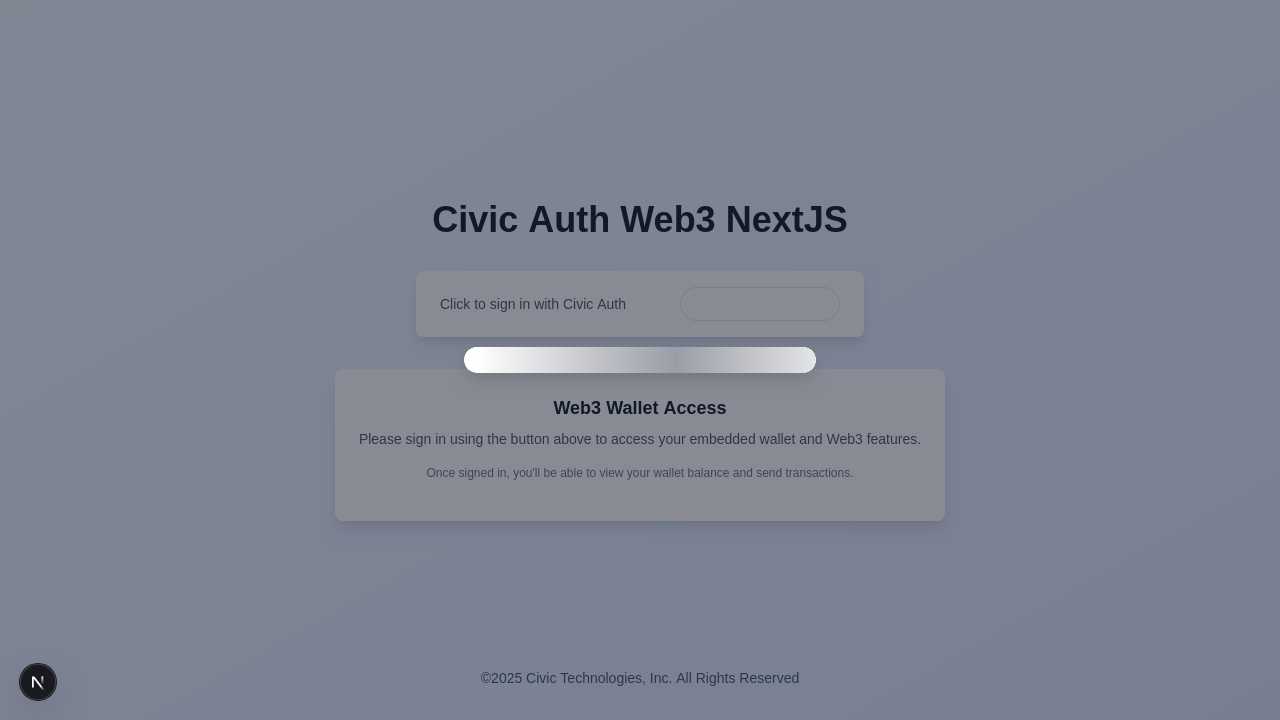 Civic Auth Web3 NextJS
Click to sign in with Civic Auth
Web3 Wallet Access
Please sign in using the button above to access your embedded wallet and Web3 features.
Once signed in, you'll be able to view your wallet balance and send transactions.
©2025 Civic Technologies, Inc. All Rights Reserved
N